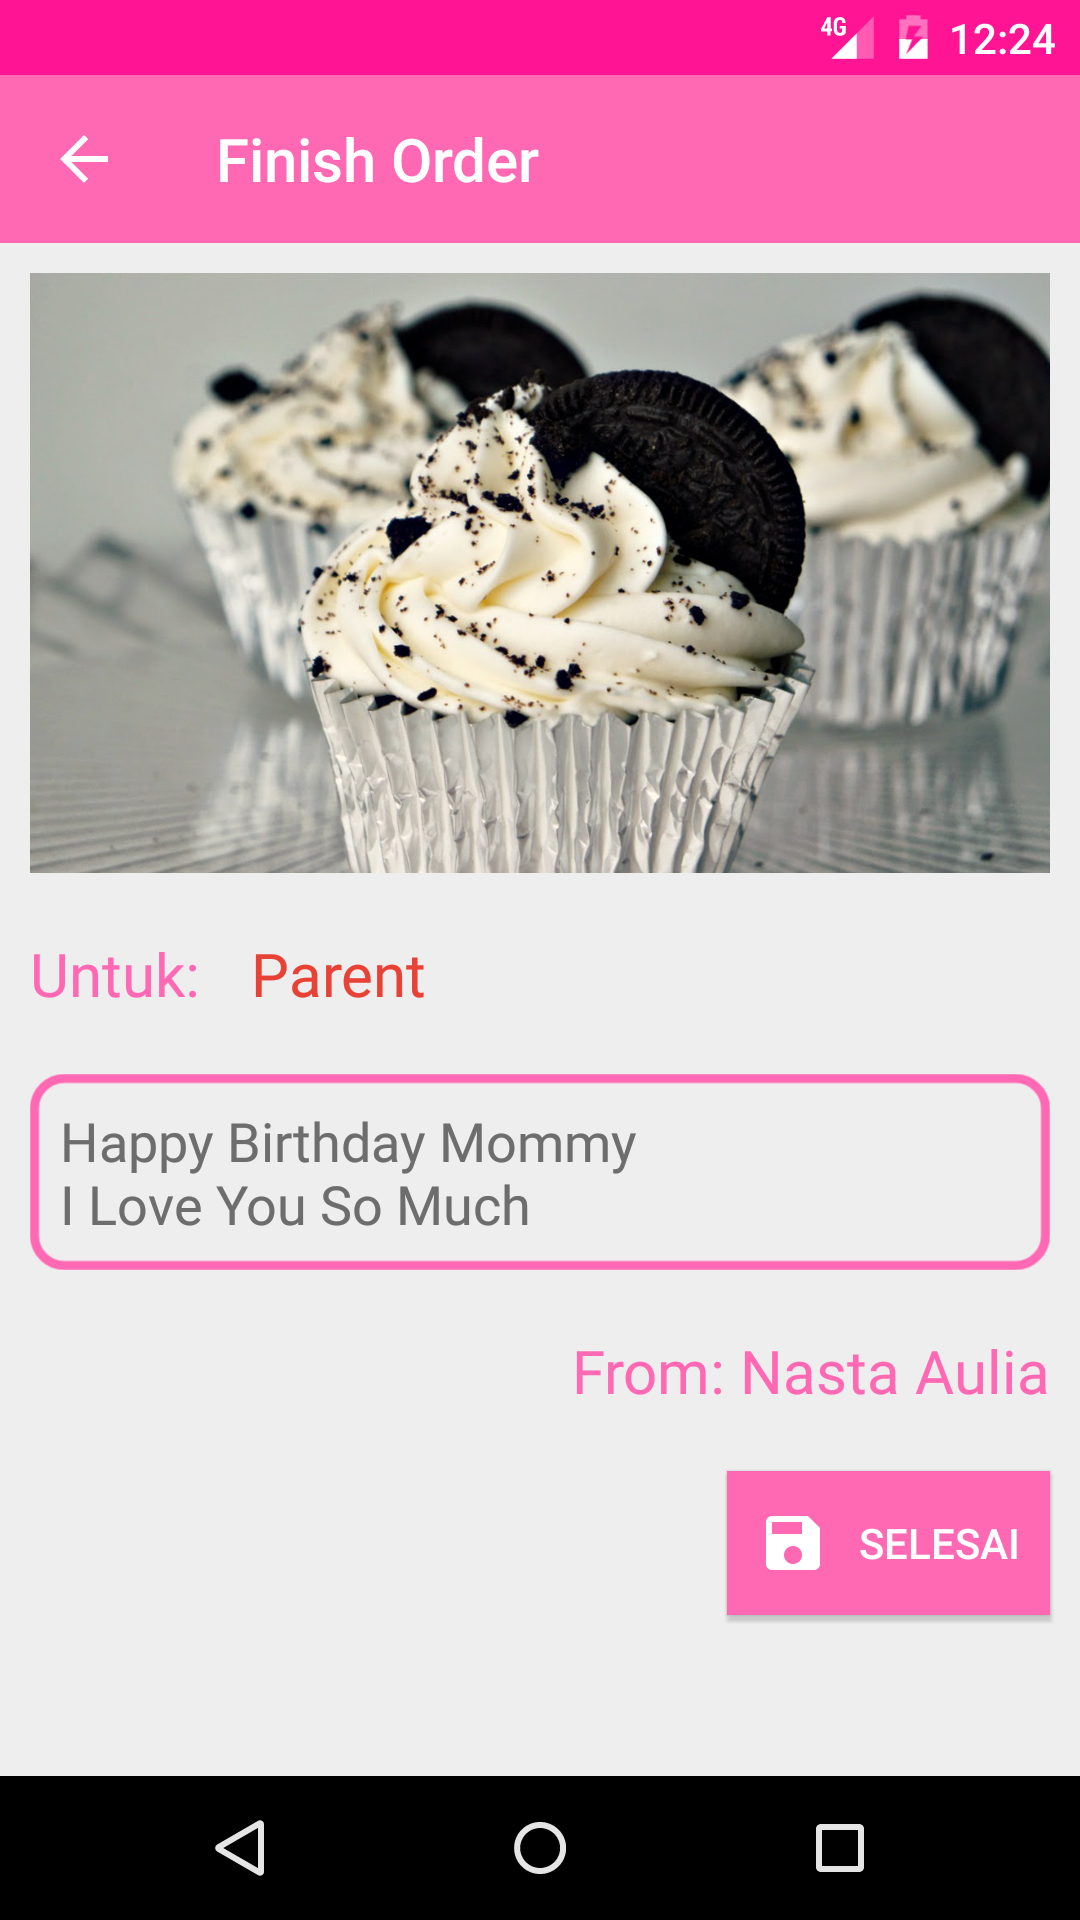 4G 12:24
Finish Order
Untuk: Parent
Happy Birthday Mommy
I Love You So Much
From: Nasta Aulia
SELESAI